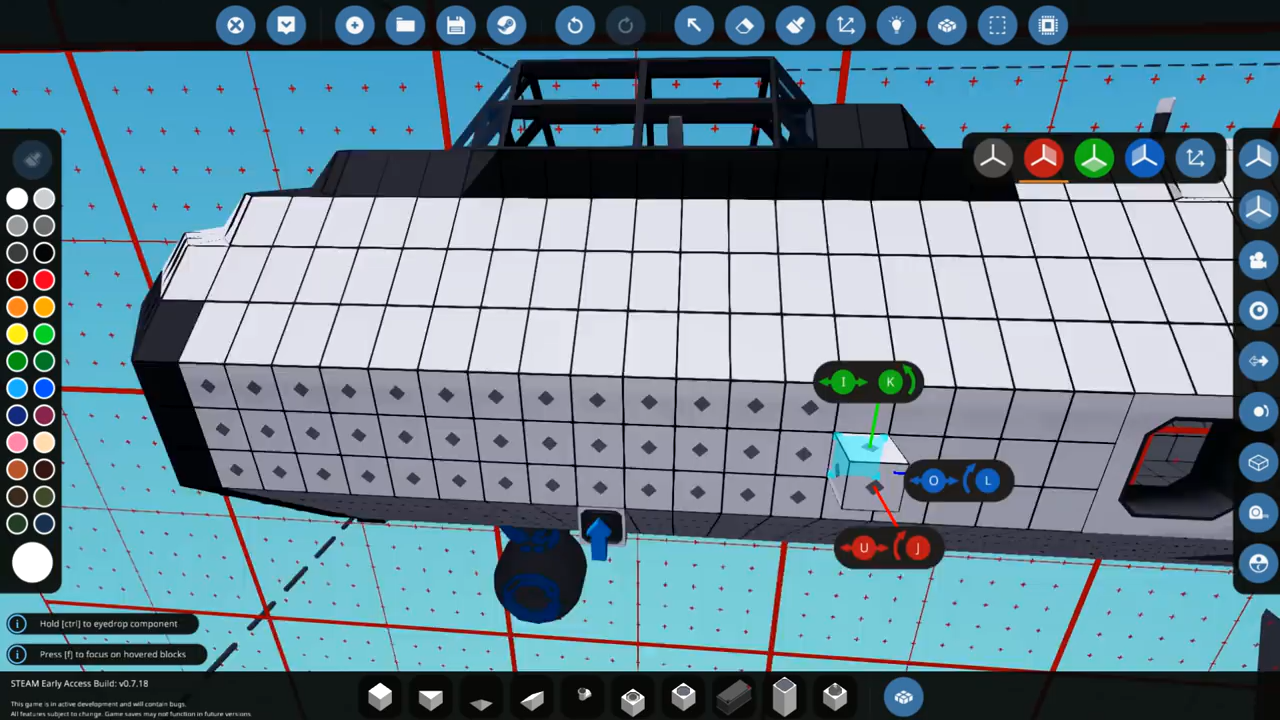 I K
O L
U J
Hold [ctrl] to eyedrop component
Press [f] to focus on hovered blocks
STEAM Early Access Build: v0.7.18
This game is in active development and will contain bugs.
All features subject to change. Game saves may not function in future versions